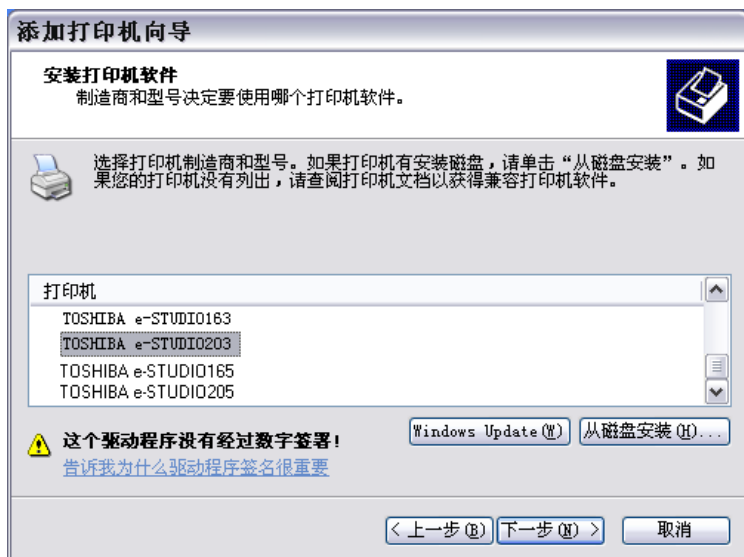 添加打印机向导
安装打印机软件
制造商和型号决定要使用哪个打印机软件。
选择打印机制造商和型号。如果打印机有安装磁盘，请单击“从磁盘安装”。如
果您的打印机没有列出，请查阅打印机文档以获得兼容打印机软件。
打印机
TOSHIBA e-STUDIO163
TOSHIBA e-STUDIO203
TOSHIBA e-STUDIO165
TOSHIBA e-STUDIO205
这个驱动程序没有经过数字签署!
告诉我为什么驱动程序签名很重要
Windows Update(W) 从磁盘安装(H)...
< 上一步(B) 下一步(N) > 取消